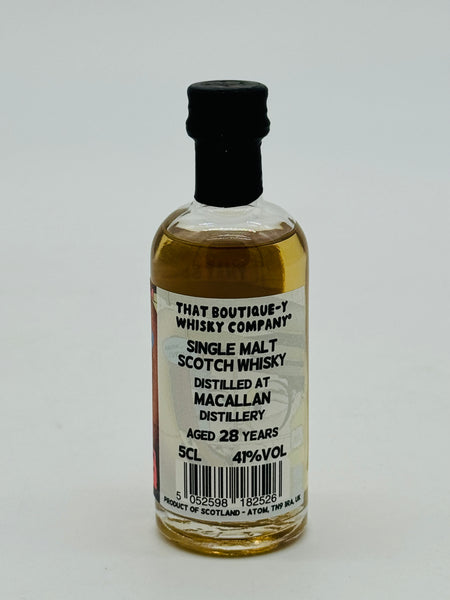 THAT BOUTIQUE-Y
WHISKY COMPANY®
SINGLE MALT
SCOTCH WHISKY
DISTILLED AT
MACALLAN
DISTILLERY
AGED 28 YEARS
5CL 41%VOL
5 052598 182526
PRODUCT OF SCOTLAND - ATOM, TN9 1RA, UK